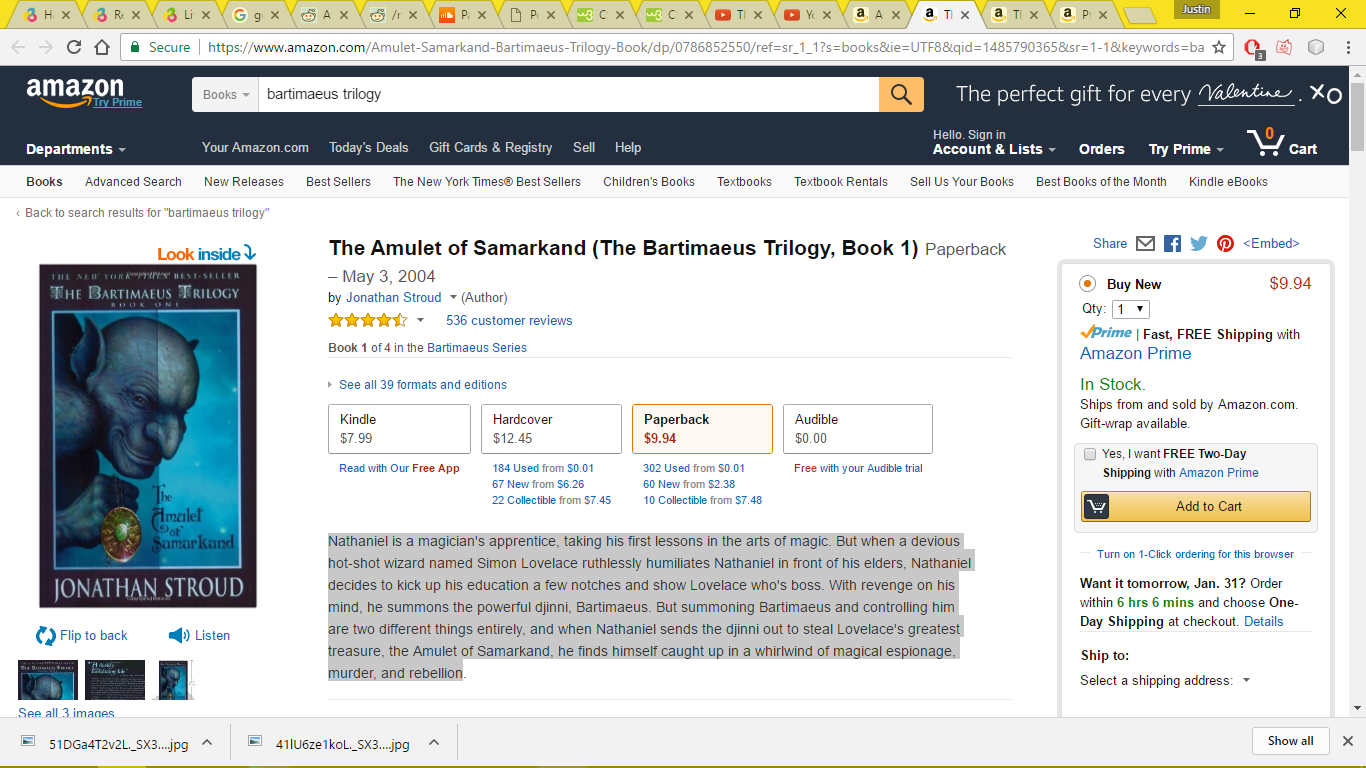 Justin
Secure | https://www.amazon.com/Amulet-Samarkand-Bartimaeus-Trilogy-Book/dp/0786852550/ref=sr_1_1?s=books&ie=UTF8&qid=1485790365&sr=1-1&keywords=ba
3
amazon
Try Prime
Books
bartimaeus trilogy
The perfect gift for every Valentine. XO
Departments
Your Amazon.com Today's Deals Gift Cards & Registry Sell Help
Hello. Sign in
Account & Lists
Orders
Try Prime
0
Cart
Books Advanced Search New Releases Best Sellers The New York Times® Best Sellers Children's Books Textbooks Textbook Rentals Sell Us Your Books Best Books of the Month Kindle eBooks
‹ Back to search results for "bartimaeus trilogy"
Look inside
THE NEW YORK TIMES BEST-SELLER
THE BARTIMAEUS TRILOGY
BOOK ONE
The
Amulet
of
Samarkand
JONATHAN STROUD
Flip to back
Listen
See all 3 images
The Amulet of Samarkand (The Bartimaeus Trilogy, Book 1) Paperback
– May 3, 2004
by Jonathan Stroud (Author)
536 customer reviews
Book 1 of 4 in the Bartimaeus Series
See all 39 formats and editions
Kindle
$7.99
Read with Our Free App
Hardcover
$12.45
184 Used from $0.01
67 New from $6.26
22 Collectible from $7.45
Paperback
$9.94
302 Used from $0.01
60 New from $2.38
10 Collectible from $7.48
Audible
$0.00
Free with your Audible trial
Nathaniel is a magician's apprentice, taking his first lessons in the arts of magic. But when a devious
hot-shot wizard named Simon Lovelace ruthlessly humiliates Nathaniel in front of his elders, Nathaniel
decides to kick up his education a few notches and show Lovelace who's boss. With revenge on his
mind, he summons the powerful djinni, Bartimaeus. But summoning Bartimaeus and controlling him
are two different things entirely, and when Nathaniel sends the djinni out to steal Lovelace's greatest
treasure, the Amulet of Samarkand, he finds himself caught up in a whirlwind of magical espionage,
murder, and rebellion.
Share <Embed>
Buy New
$9.94
Qty: 1
Prime | Fast, FREE Shipping with
Amazon Prime
In Stock.
Ships from and sold by Amazon.com.
Gift-wrap available.
Yes, I want FREE Two-Day
Shipping with Amazon Prime
Add to Cart
Turn on 1-Click ordering for this browser
Want it tomorrow, Jan. 31? Order
within 6 hrs 6 mins and choose One-
Day Shipping at checkout. Details
Ship to:
Select a shipping address:
51DGa4T2v2L._SX3....jpg
41lU6ze1koL._SX3....jpg
Show all